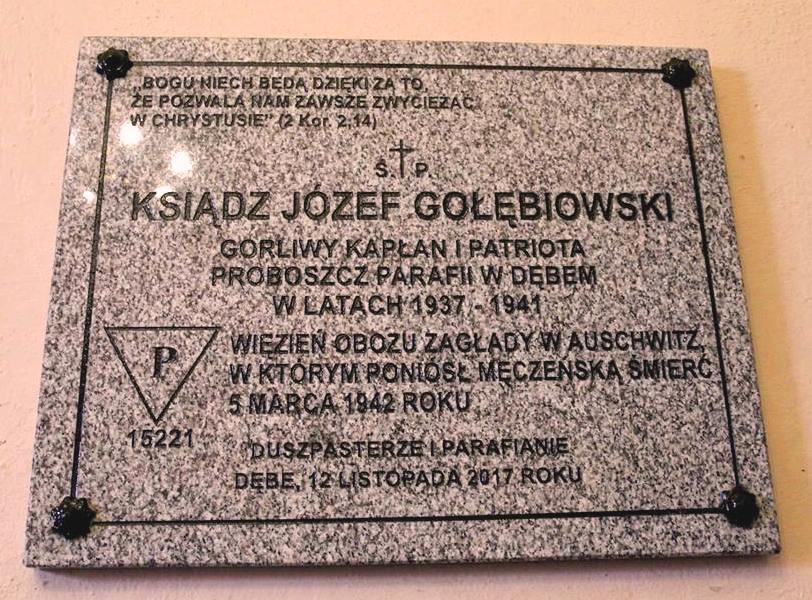 „BOGU NIECH BĘDĄ DZIĘKI ZA TO,
ŻE POZWALA NAM ZAWSZE ZWYCIĘŻAĆ
W CHRYSTUSIE” (2 Kor. 2,14)
Ś. P.
KSIĄDZ JÓZEF GOŁĘBIOWSKI
GORLIWY KAPŁAN I PATRIOTA
PROBOSZCZ PARAFII W DĘBEM
W LATACH 1937 - 1941
WIĘZIEŃ OBOZU ZAGŁADY W AUSCHWITZ,
W KTÓRYM PONIÓSŁ MĘCZEŃSKĄ ŚMIERĆ
5 MARCA 1942 ROKU
P
15221
DUSZPASTERZE I PARAFIANIE
DĘBE, 12 LISTOPADA 2017 ROKU